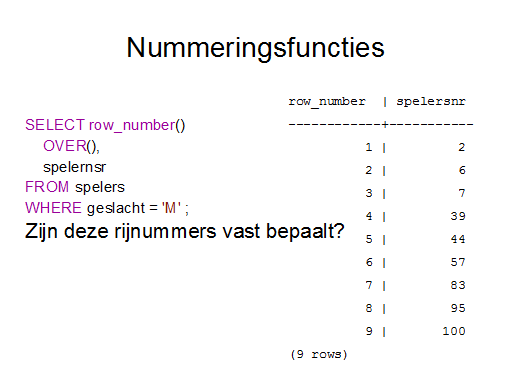 Nummeringsfuncties
SELECT row_number()
OVER(),
spelernsr
FROM spelers
WHERE geslacht = 'M' ;
Zijn deze rijnummers vast bepaalt?
row_number | spelersnr
------------+-----------
1 | 2
2 | 6
3 | 7
4 | 39
5 | 44
6 | 57
7 | 83
8 | 95
9 | 100
(9 rows)